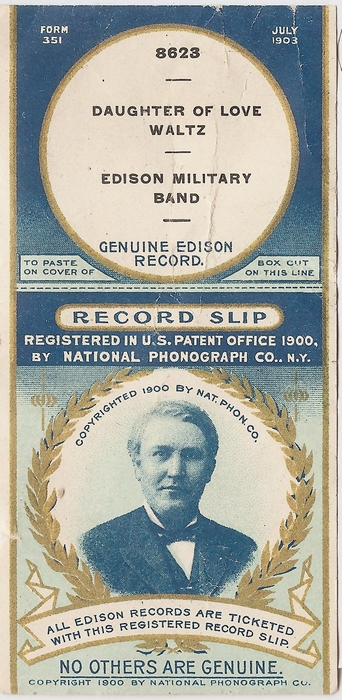 FORM
351
JULY
1903
8623
DAUGHTER OF LOVE
WALTZ
EDISON MILITARY
BAND
GENUINE EDISON
RECORD.
TO PASTE
ON COVER OF
BOX CUT
ON THIS LINE
RECORD SLIP
REGISTERED IN U.S. PATENT OFFICE 1900,
BY NATIONAL PHONOGRAPH CO., N.Y.
COPYRIGHTED 1900 BY NAT. PHON. CO.
ALL EDISON RECORDS ARE TICKETED
WITH THIS REGISTERED RECORD SLIP.
NO OTHERS ARE GENUINE.
COPYRIGHT 1900 BY NATIONAL PHONOGRAPH CO.